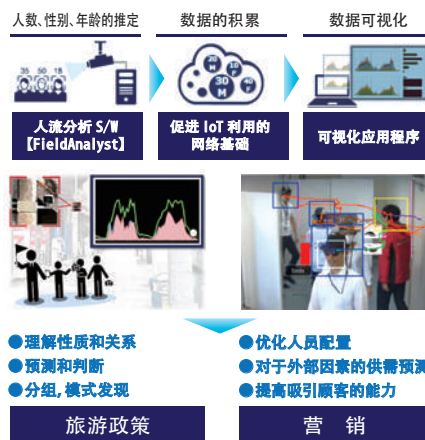 人数、性别、年龄的推定
数据的积累
数据可视化
35 50 18
30
M
人流分析 S/W
【FieldAnalyst】
促进 IoT 利用的
网络基础
可视化应用程序
●理解性质和关系
●预测和判断
●分组, 模式发现
●优化人员配置
●对于外部因素的供需预测
●提高吸引顾客的能力
旅游政策
营 销